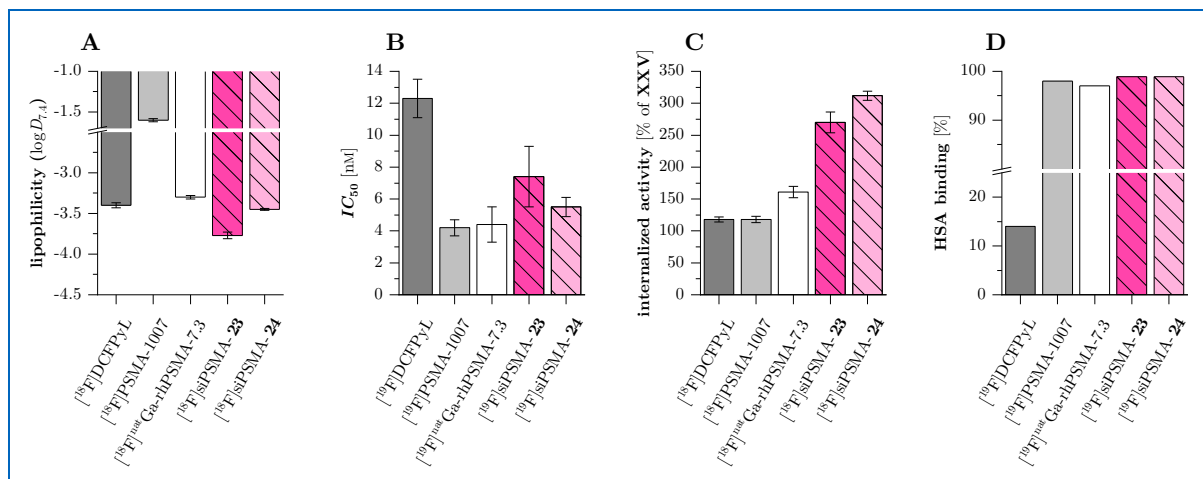 A
lipophilicity (log D7.4)
-1.0
-1.5
-3.0
-3.5
-4.0
-4.5
[18F]DCFPyL
[18F]PSMA-1007
[18F]natGa-rhPSMA-7.3
[18F]siPSMA-23
[18F]siPSMA-24
B
IC50 [nM]
14
12
10
8
6
4
2
0
[19F]DCFPyL
[19F]PSMA-1007
[19F]natGa-rhPSMA-7.3
[19F]siPSMA-23
[19F]siPSMA-24
C
internalized activity [% of XXV]
350
300
250
200
150
100
50
0
[18F]DCFPyL
[18F]PSMA-1007
[18F]natGa-rhPSMA-7.3
[18F]siPSMA-23
[18F]siPSMA-24
D
HSA binding [%]
100
90
20
10
0
[19F]DCFPyL
[19F]PSMA-1007
[19F]natGa-rhPSMA-7.3
[19F]siPSMA-23
[19F]siPSMA-24